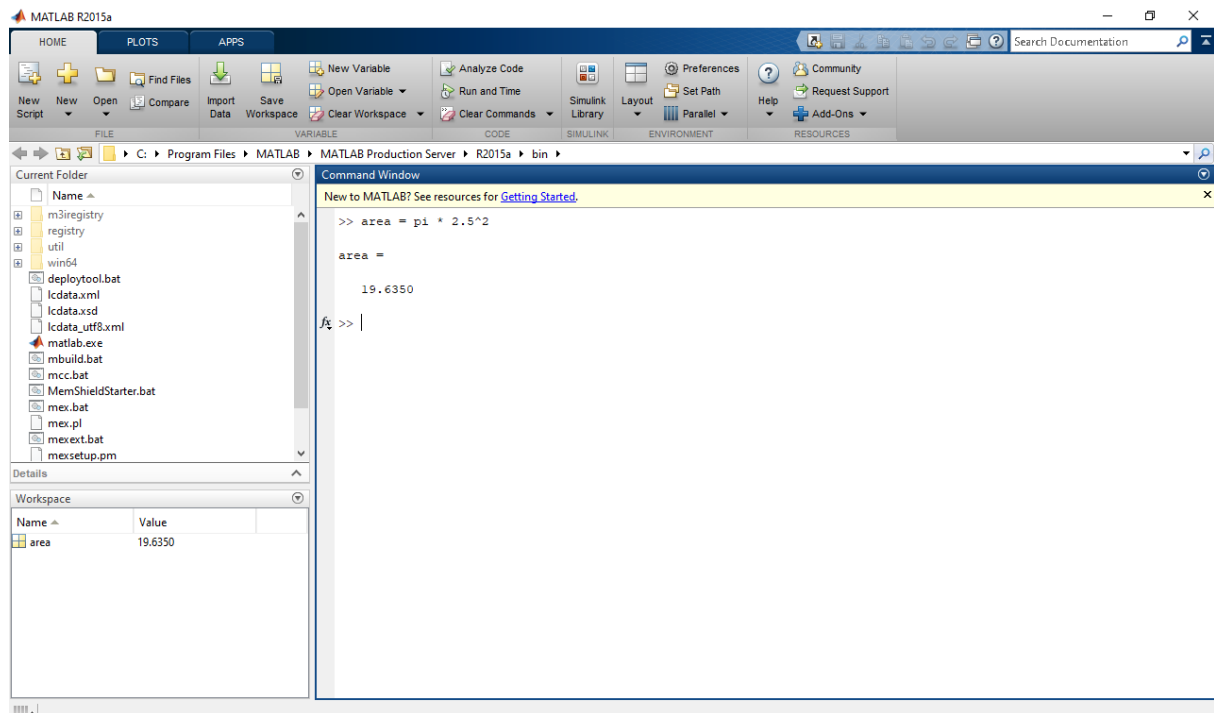 MATLAB R2015a
HOME PLOTS APPS
Search Documentation
New Script
New
Open
Find Files
Compare
Import Data
Save Workspace
New Variable
Open Variable
Clear Workspace
Analyze Code
Run and Time
Clear Commands
Simulink Library
Layout
Preferences
Set Path
Parallel
Help
Community
Request Support
Add-Ons
FILE VARIABLE CODE SIMULINK ENVIRONMENT RESOURCES
C: Program Files MATLAB MATLAB Production Server R2015a bin
Current Folder
Name
m3iregistry
registry
util
win64
deploytool.bat
lcdata.xml
lcdata.xsd
lcdata_utf8.xml
matlab.exe
mbuild.bat
mcc.bat
MemShieldStarter.bat
mex.bat
mex.pl
mexext.bat
mexsetup.pm
Details
Workspace
Name Value
area 19.6350
Command Window
New to MATLAB? See resources for Getting Started.
>> area = pi * 2.5^2
area =
19.6350
fx >>